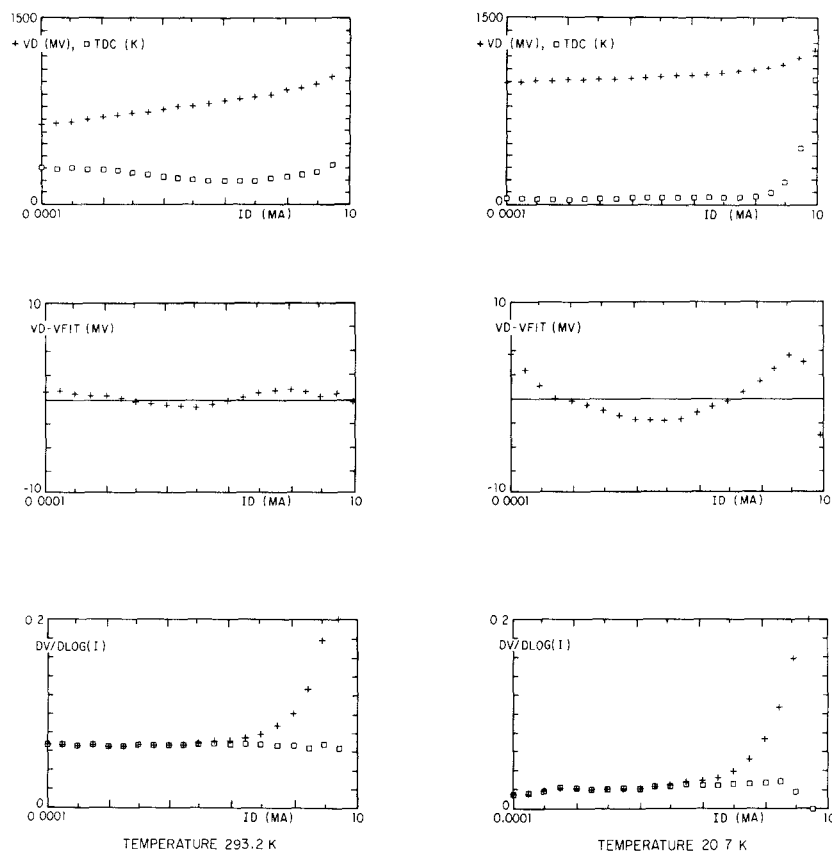 1500
+ VD (MV), □ TDC (K)
0
0.0001 ID (MA) 10
1500
+ VD (MV), □ TDC (K)
0
0.0001 ID (MA) 10
10
VD-VFIT (MV)
-10
0.0001 ID (MA) 10
10
VD-VFIT (MV)
-10
0.0001 ID (MA) 10
0.2
DV/DLOG(I)
0
0.0001 ID (MA) 10
TEMPERATURE 293.2 K
0.2
DV/DLOG(I)
0
0.0001 ID (MA) 10
TEMPERATURE 20.7 K